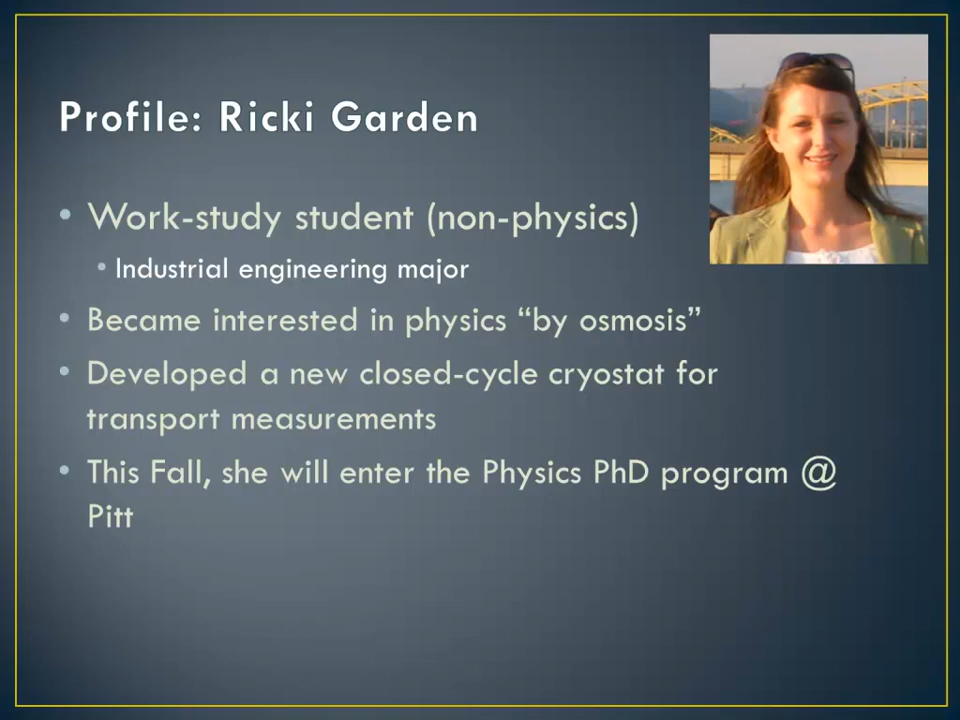 Profile: Ricki Garden
• Work-study student (non-physics)
• Industrial engineering major
• Became interested in physics “by osmosis”
• Developed a new closed-cycle cryostat for
transport measurements
• This Fall, she will enter the Physics PhD program @
Pitt